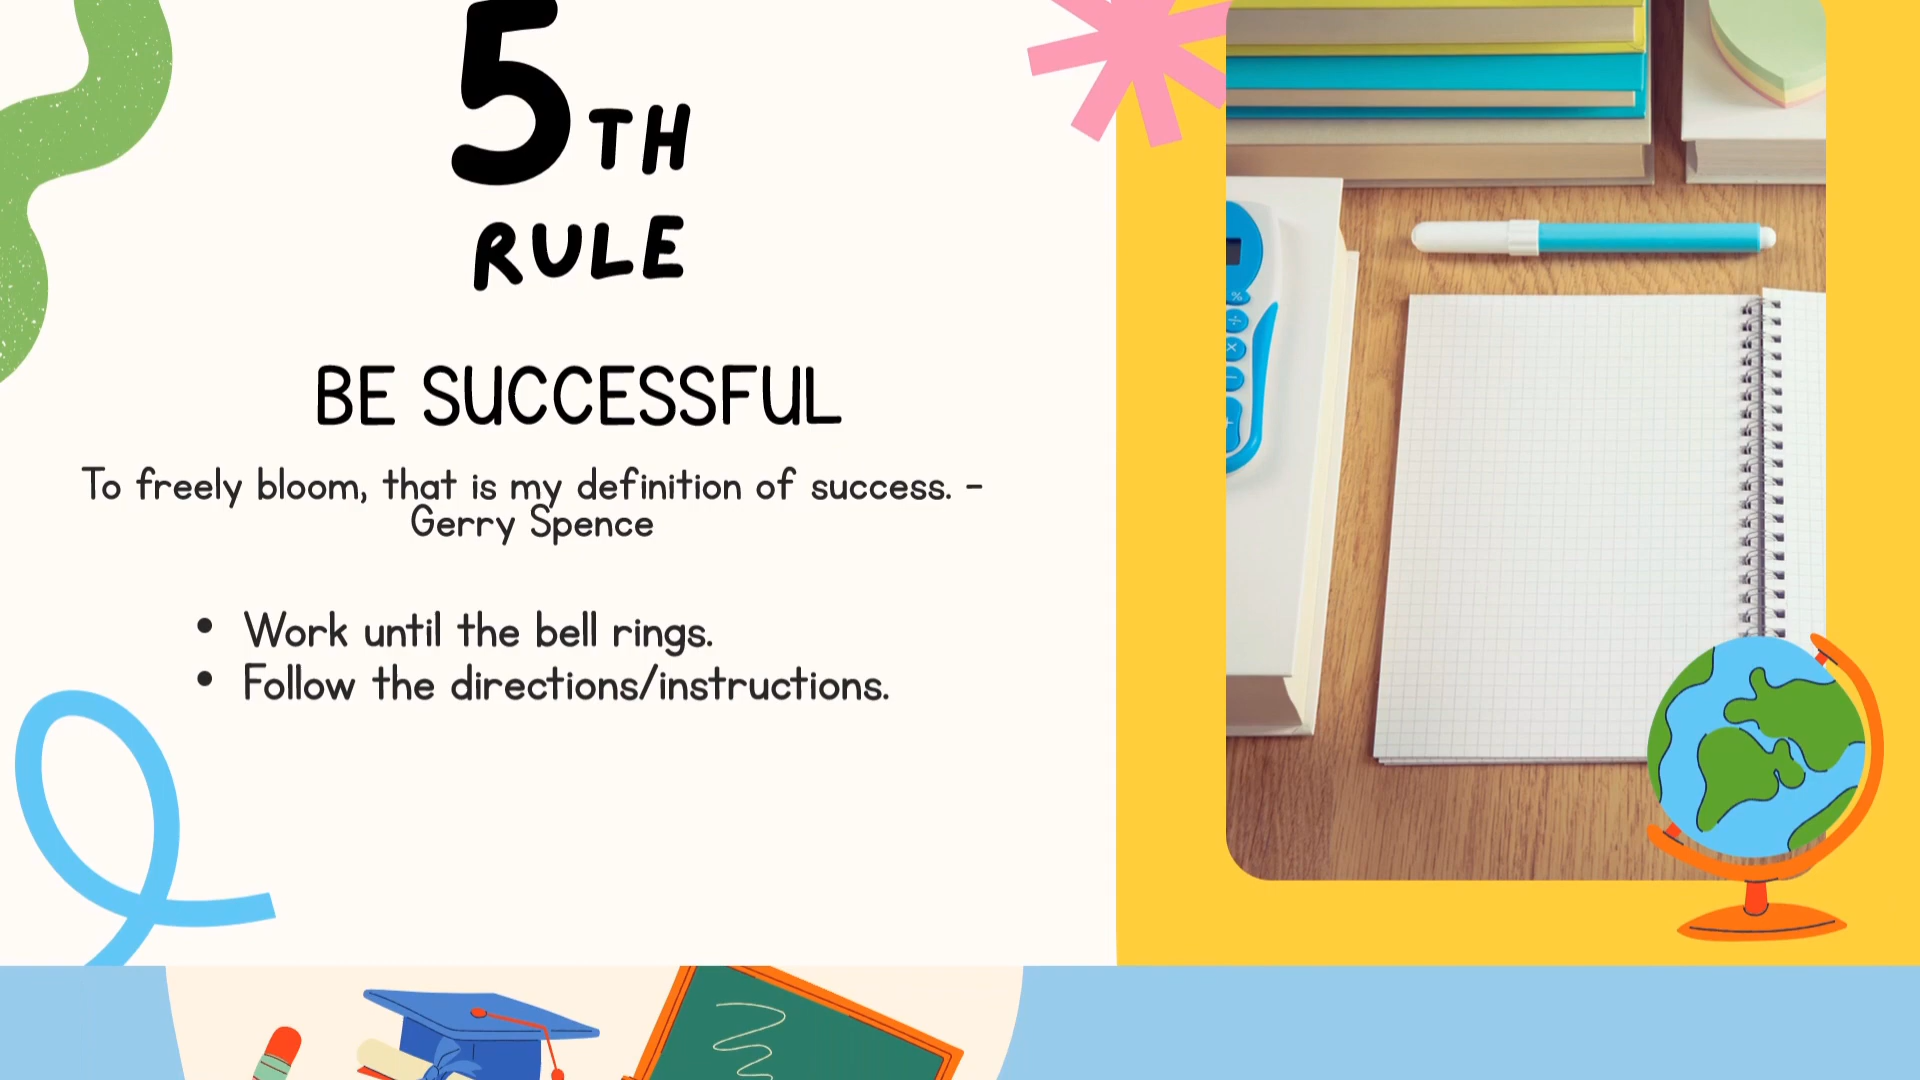 5TH
RULE
BE SUCCESSFUL
To freely bloom, that is my definition of success. -
Gerry Spence
• Work until the bell rings.
• Follow the directions/instructions.